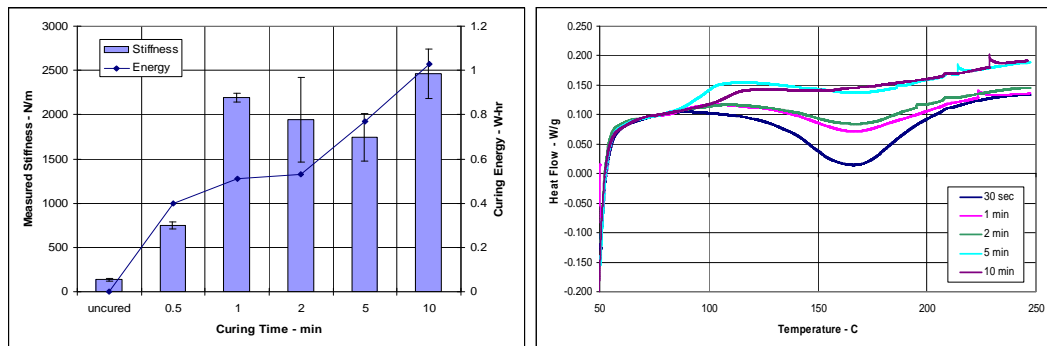 3000
2500
2000
1500
1000
500
0
Measured Stiffness - N/m
Stiffness
Energy
1.2
1
0.8
0.6
0.4
0.2
0
Curing Energy - W-hr
uncured
0.5
1
2
5
10
Curing Time - min
0.250
0.200
0.150
0.100
0.050
0.000
-0.050
-0.100
-0.150
-0.200
Heat Flow - W/g
30 sec
1 min
2 min
5 min
10 min
50
100
150
200
250
Temperature - C